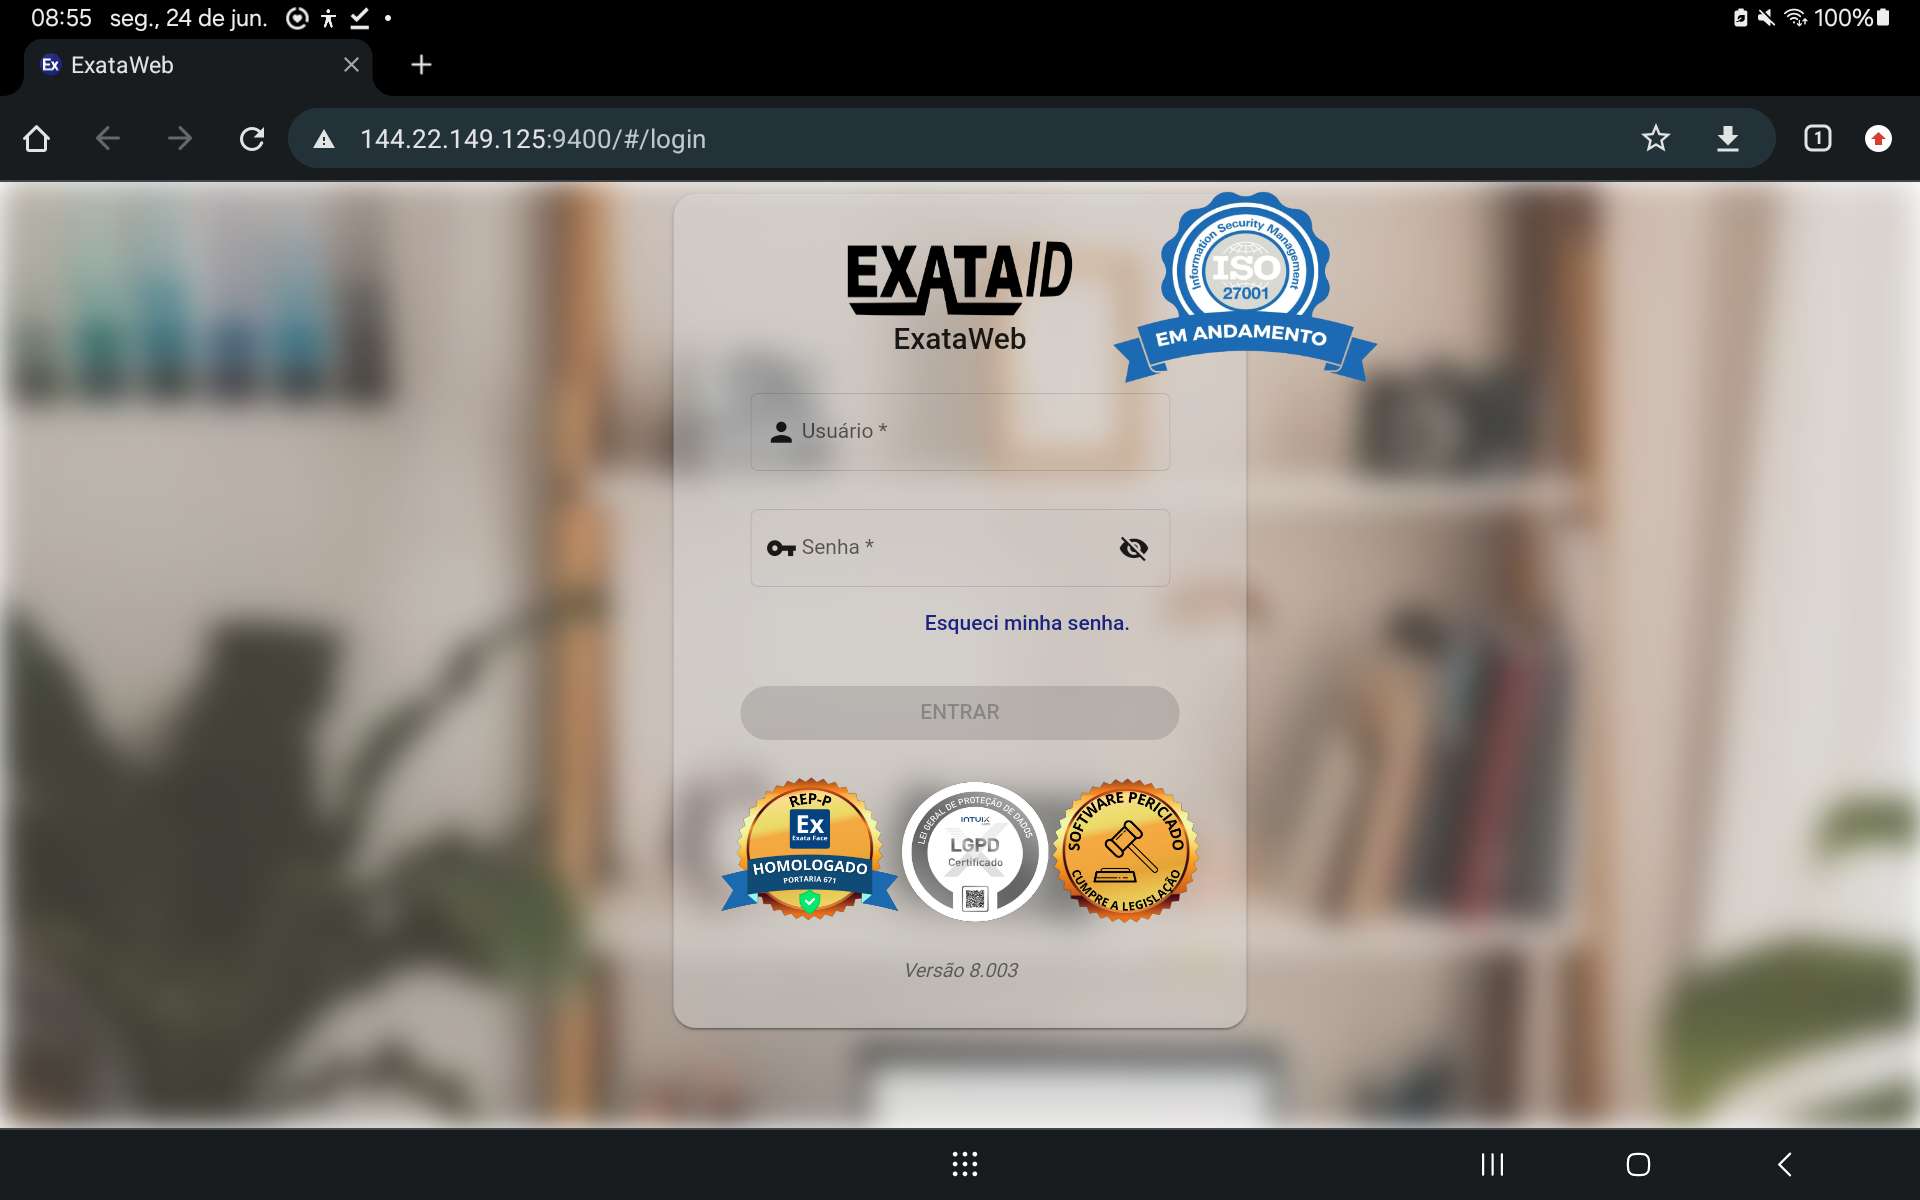 08:55 seg., 24 de jun.
100%
Ex ExataWeb
144.22.149.125:9400/#/login
1
EXATAID
ExataWeb
Information Security Management
ISO
27001
EM ANDAMENTO
Usuário *
Senha *
Esqueci minha senha.
ENTRAR
REP-P
Ex
Exata Face
HOMOLOGADO
PORTARIA 671
LEI GERAL DE PROTEÇÃO DE DADOS
INTUIX
LGPD
Certificado
SOFTWARE PERICIADO
CUMPRE A LEGISLAÇÃO
Versão 8.003